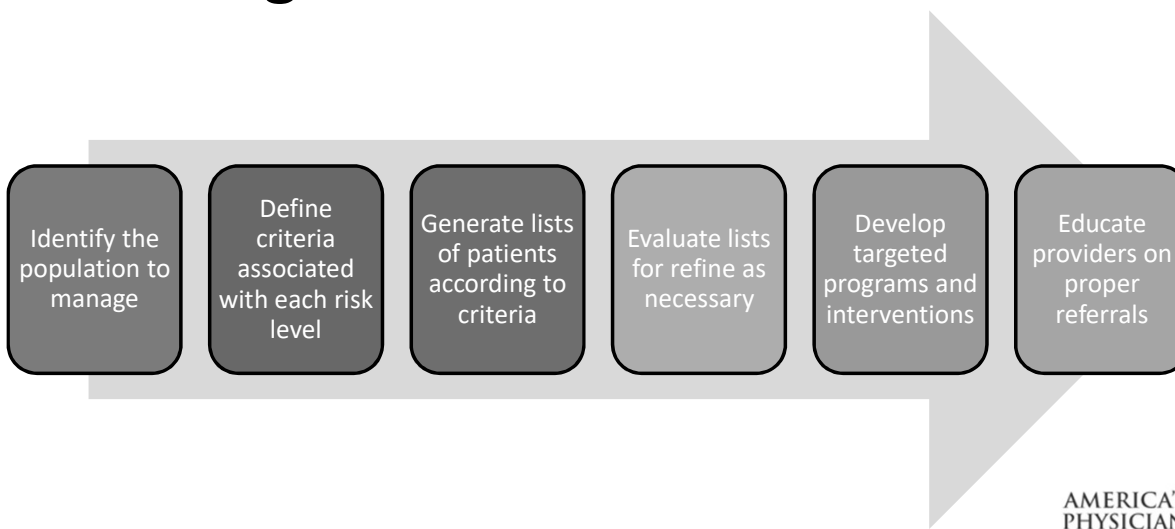 Identify the
population to
manage
Define
criteria
associated
with each risk
level
Generate lists
of patients
according to
criteria
Evaluate lists
for refine as
necessary
Develop
targeted
programs and
interventions
Educate
providers on
proper
referrals